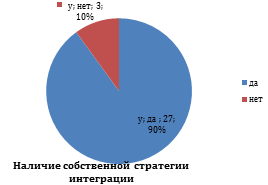 у; нет; 3;
10%
да
нет
у; да ; 27;
90%
Наличие собственной стратегии
интеграции